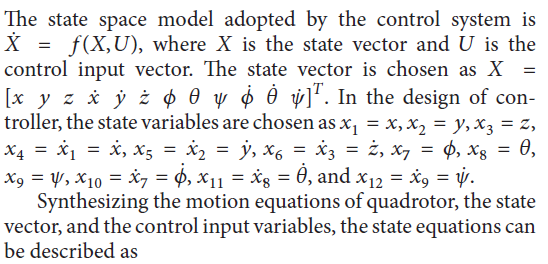 The state space model adopted by the control system is
Ẋ = f(X, U), where X is the state vector and U is the
control input vector. The state vector is chosen as X =
[x y z ẋ ẏ ż ϕ θ ψ ϕ̇ θ̇ ψ̇]ᵀ. In the design of con-
troller, the state variables are chosen as x₁ = x, x₂ = y, x₃ = z,
x₄ = ẋ₁ = ẋ, x₅ = ẋ₂ = ẏ, x₆ = ẋ₃ = ż, x₇ = ϕ, x₈ = θ,
x₉ = ψ, x₁₀ = ẋ₇ = ϕ̇, x₁₁ = ẋ₈ = θ̇, and x₁₂ = ẋ₉ = ψ̇.
Synthesizing the motion equations of quadrotor, the state
vector, and the control input variables, the state equations can
be described as